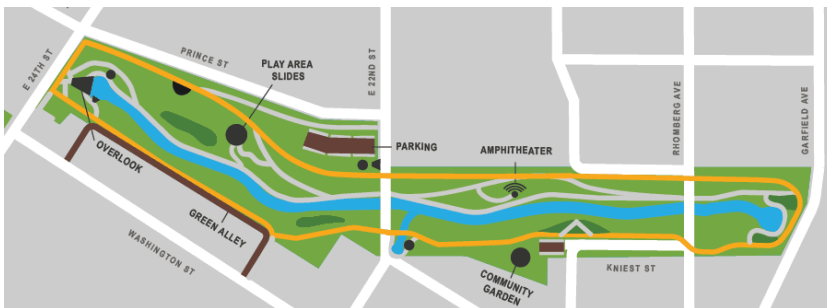 E 24TH ST
PRINCE ST
PLAY AREA
SLIDES
E 22ND ST
PARKING
AMPHITHEATER
RHOMBERG AVE
GARFIELD AVE
OVERLOOK
GREEN ALLEY
WASHINGTON ST
COMMUNITY
GARDEN
KNIEST ST